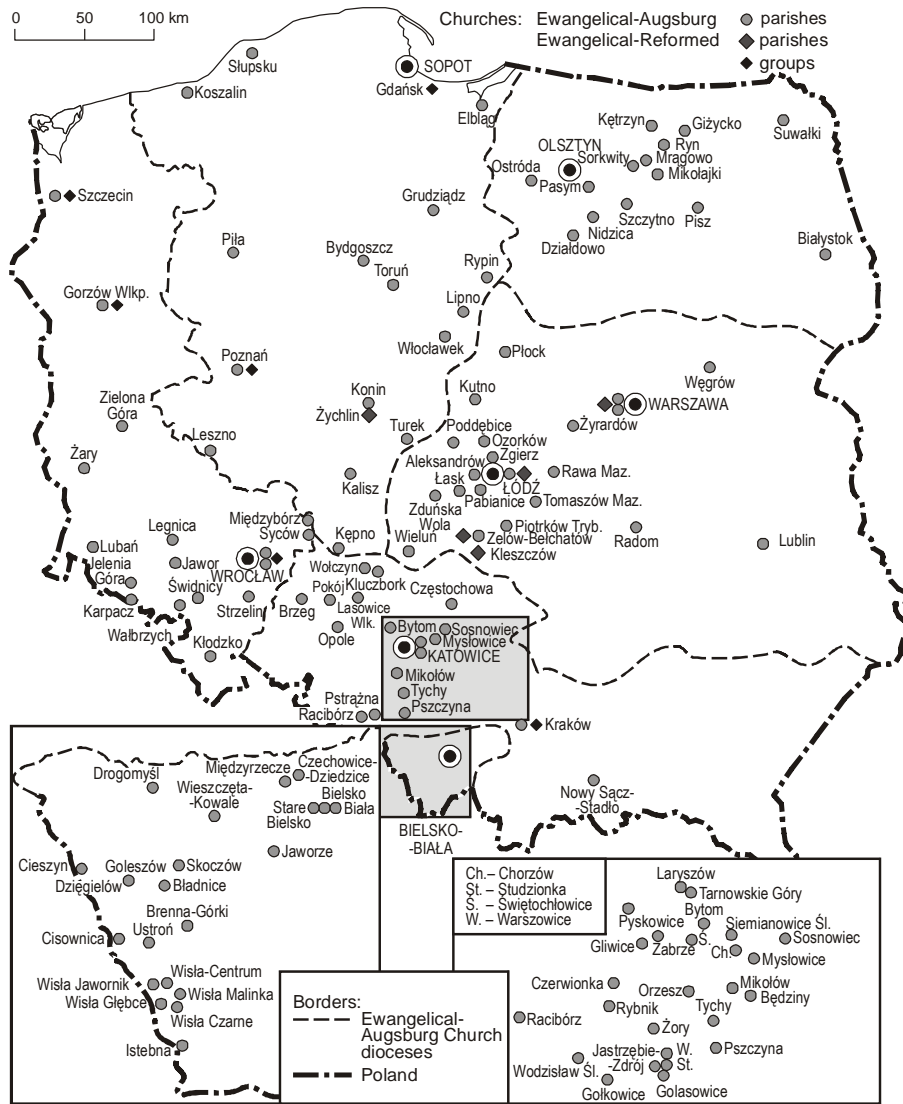 0 50 100 km
Churches: Ewangelical-Augsburg parishes
Ewangelical-Reformed parishes
groups
Słupsku
SOPOT
Koszalin
Gdańsk
Elbląg
Kętrzyn
Giżycko
Suwałki
OLSZTYN
Ryn
Sorkwity
Mrągowo
Ostróda
Mikołajki
Pasym
Szczecin
Grudziądz
Szczytno
Pisz
Nidzica
Działdowo
Piła
Bydgoszcz
Białystok
Toruń
Rypin
Gorzów Wlkp.
Lipno
Włocławek
Płock
Poznań
Węgrów
Konin
Kutno
Zielona
Góra
Żychlin
WARSZAWA
Turek
Poddębice
Żyrardów
Leszno
Ozorków
Zgierz
Żary
Aleksandrów
Kalisz
Łask
ŁÓDŹ
Rawa Maz.
Pabianice
Zduńska
Wola
Tomaszów Maz.
Międzybórz
Legnica
Syców
Kępno
Wieluń
Piotrków Tryb.
Zelów-Bełchatów
Radom
Lublin
Lubań
Kleszczów
Jelenia
Góra
Jawor
WROCŁAW
Wołczyn
Kluczbork
Świdnicy
Pokój
Częstochowa
Karpacz
Strzelin
Brzeg
Lasowice
Wlk.
Wałbrzych
Opole
Bytom
Sosnowiec
Mysłowice
Kłodzko
KATOWICE
Mikołów
Tychy
Pstrążna
Pszczyna
Racibórz
Kraków
Drogomyśl
Międzyrzecze
Czechowice-
-Dziedzice
Wieszczęta-
-Kowale
Bielsko
Stare
Bielsko
Biała
Nowy Sącz-
-Stadło
BIELSKO-
-BIAŁA
Jaworze
Cieszyn
Goleszów
Skoczów
Dzięgielów
Bładnice
Brenna-Górki
Cisownica
Ustroń
Wisła-Centrum
Wisła Jawornik
Wisła Malinka
Wisła Głębce
Wisła Czarne
Istebna
Borders:
Ewangelical-
Augsburg Church
dioceses
Poland
Ch.– Chorzów
St. – Studzionka
Ś. – Świętochłowice
W. – Warszowice
Laryszów
Tarnowskie Góry
Pyskowice
Bytom
Siemianowice Śl.
Gliwice
Zabrze
Ś.
Sosnowiec
Ch.
Mysłowice
Czerwionka
Orzesz
Mikołów
Będziny
Rybnik
Tychy
Racibórz
Żory
Jastrzębie-
-Zdrój
W.
Pszczyna
St.
Wodzisław Śl.
Gołkowice
Golasowice